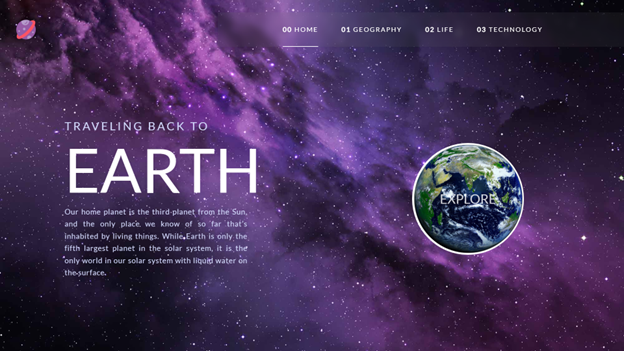 00 HOME
01 GEOGRAPHY
02 LIFE
03 TECHNOLOGY
TRAVELING BACK TO
EARTH
Our home planet is the third planet from the Sun,
and the only place we know of so far that's
inhabited by living things. While Earth is only the
fifth largest planet in the solar system, it is the
only world in our solar system with liquid water on
the surface.
EXPLORE